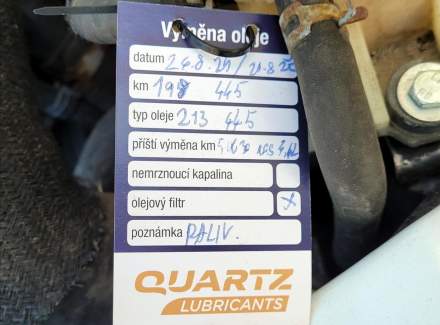 Výměna oleje
datum
km 198 445
typ oleje 213 445
příští výměna km
nemrznoucí kapalina
olejový filtr X
poznámka PALIV.
QUARTZ
LUBRICANTS